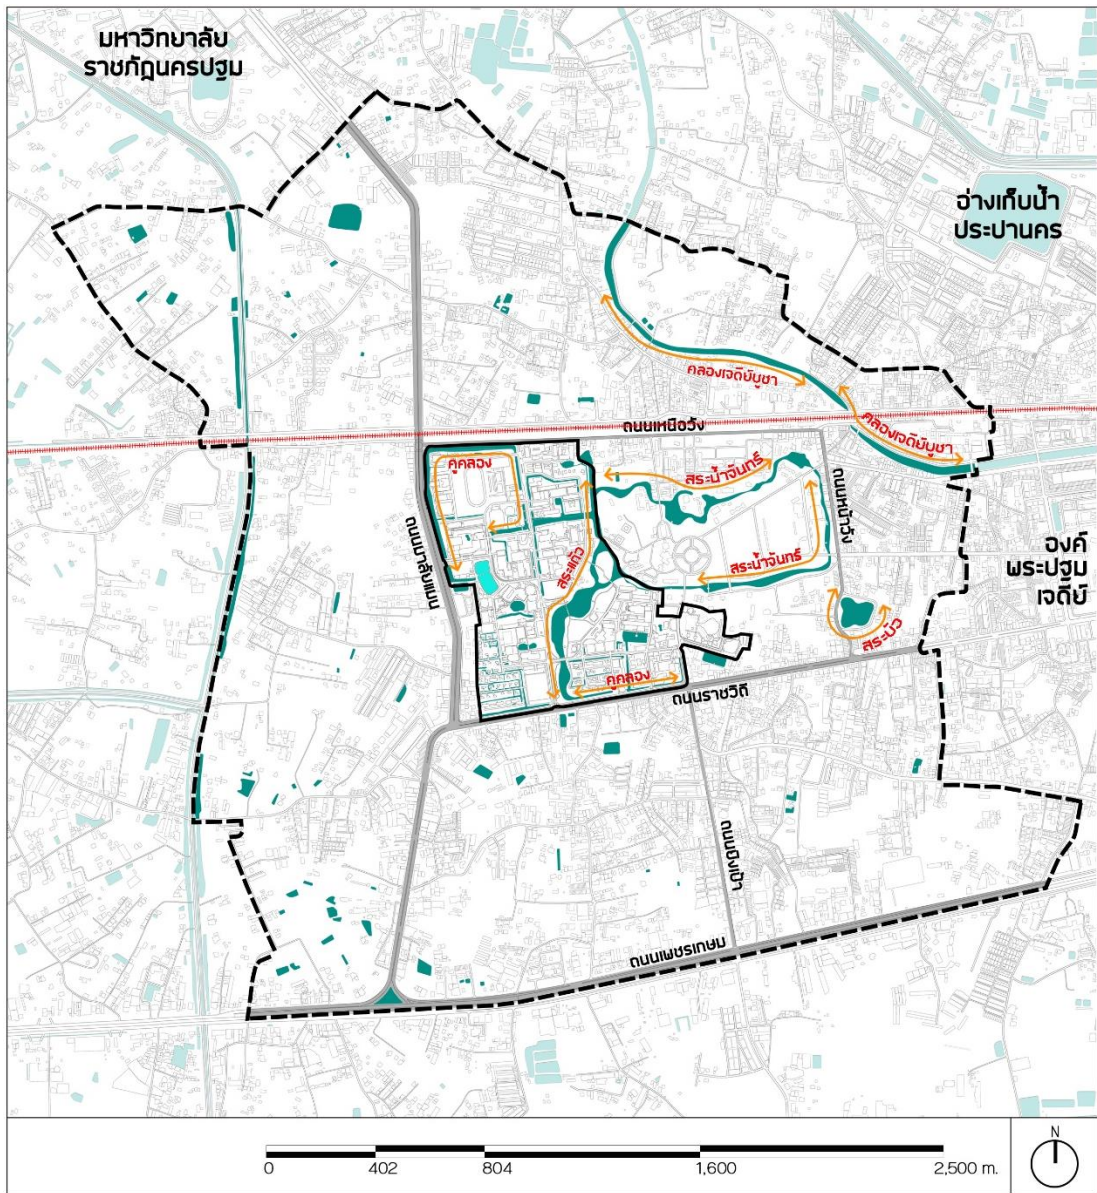 มหาวิทยาลัย
ราชภัฏนครปฐม
อ่างเก็บน้ำ
ประปานคร
คลองเจดีย์บูชา
คลองเจดีย์บูชา
ถนนเหนือวัง
คูคลอง
สระน้ำจันทร์
ถนนหน้าวัง
ถนนมาลัยแมน
สระแก้ว
สระน้ำจันทร์
องค์
พระปฐม
เจดีย์
สระบัว
คูคลอง
ถนนราชวิถี
ถนนยิงเป้า
ถนนเพชรเกษม
0
402
804
1,600
2,500 m.
N